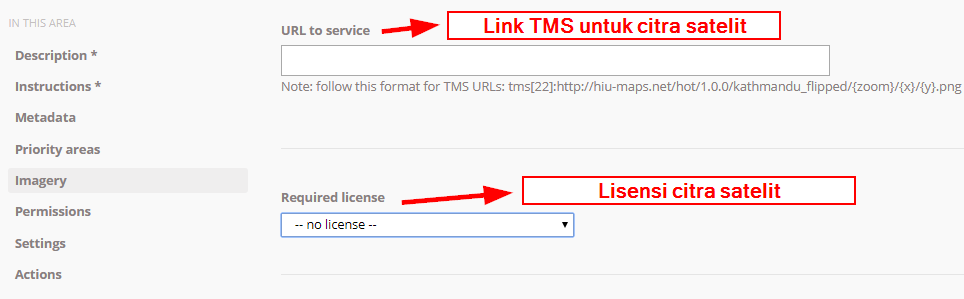 IN THIS AREA
Description *
Instructions *
Metadata
Priority areas
Imagery
Permissions
Settings
Actions
URL to service
Link TMS untuk citra satelit
Note: follow this format for TMS URLs: tms[22]:http://hiu-maps.net/hot/1.0.0/kathmandu_flipped/{zoom}/{x}/{y}.png
Required license
Lisensi citra satelit
-- no license --